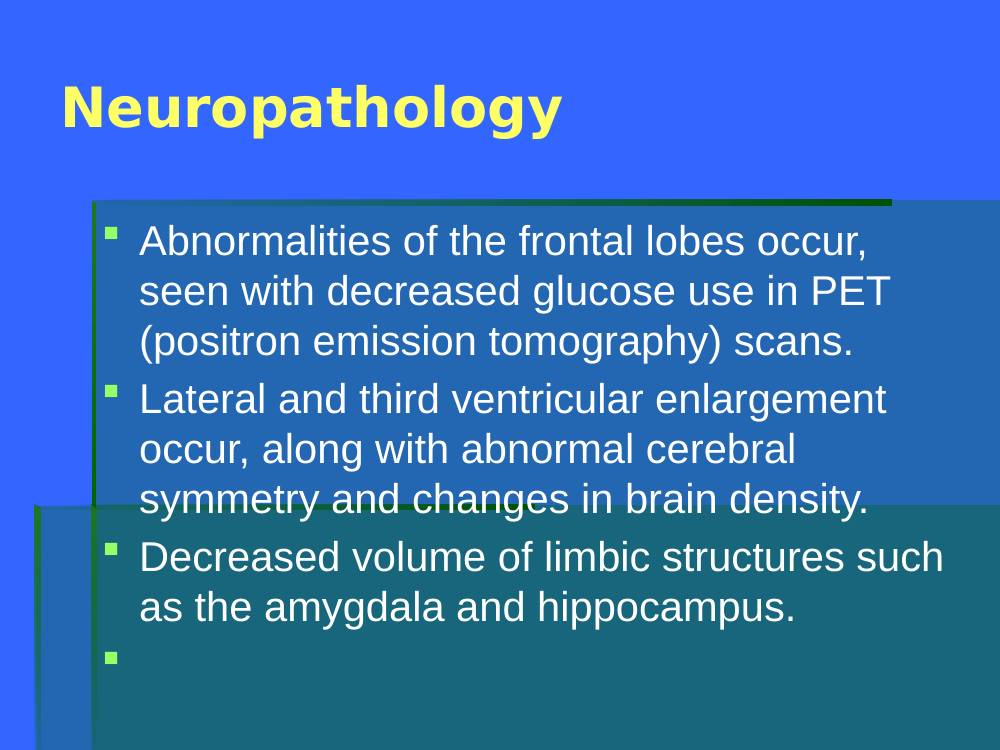 Neuropathology
Abnormalities of the frontal lobes occur,
seen with decreased glucose use in PET
(positron emission tomography) scans.
Lateral and third ventricular enlargement
occur, along with abnormal cerebral
symmetry and changes in brain density.
Decreased volume of limbic structures such
as the amygdala and hippocampus.